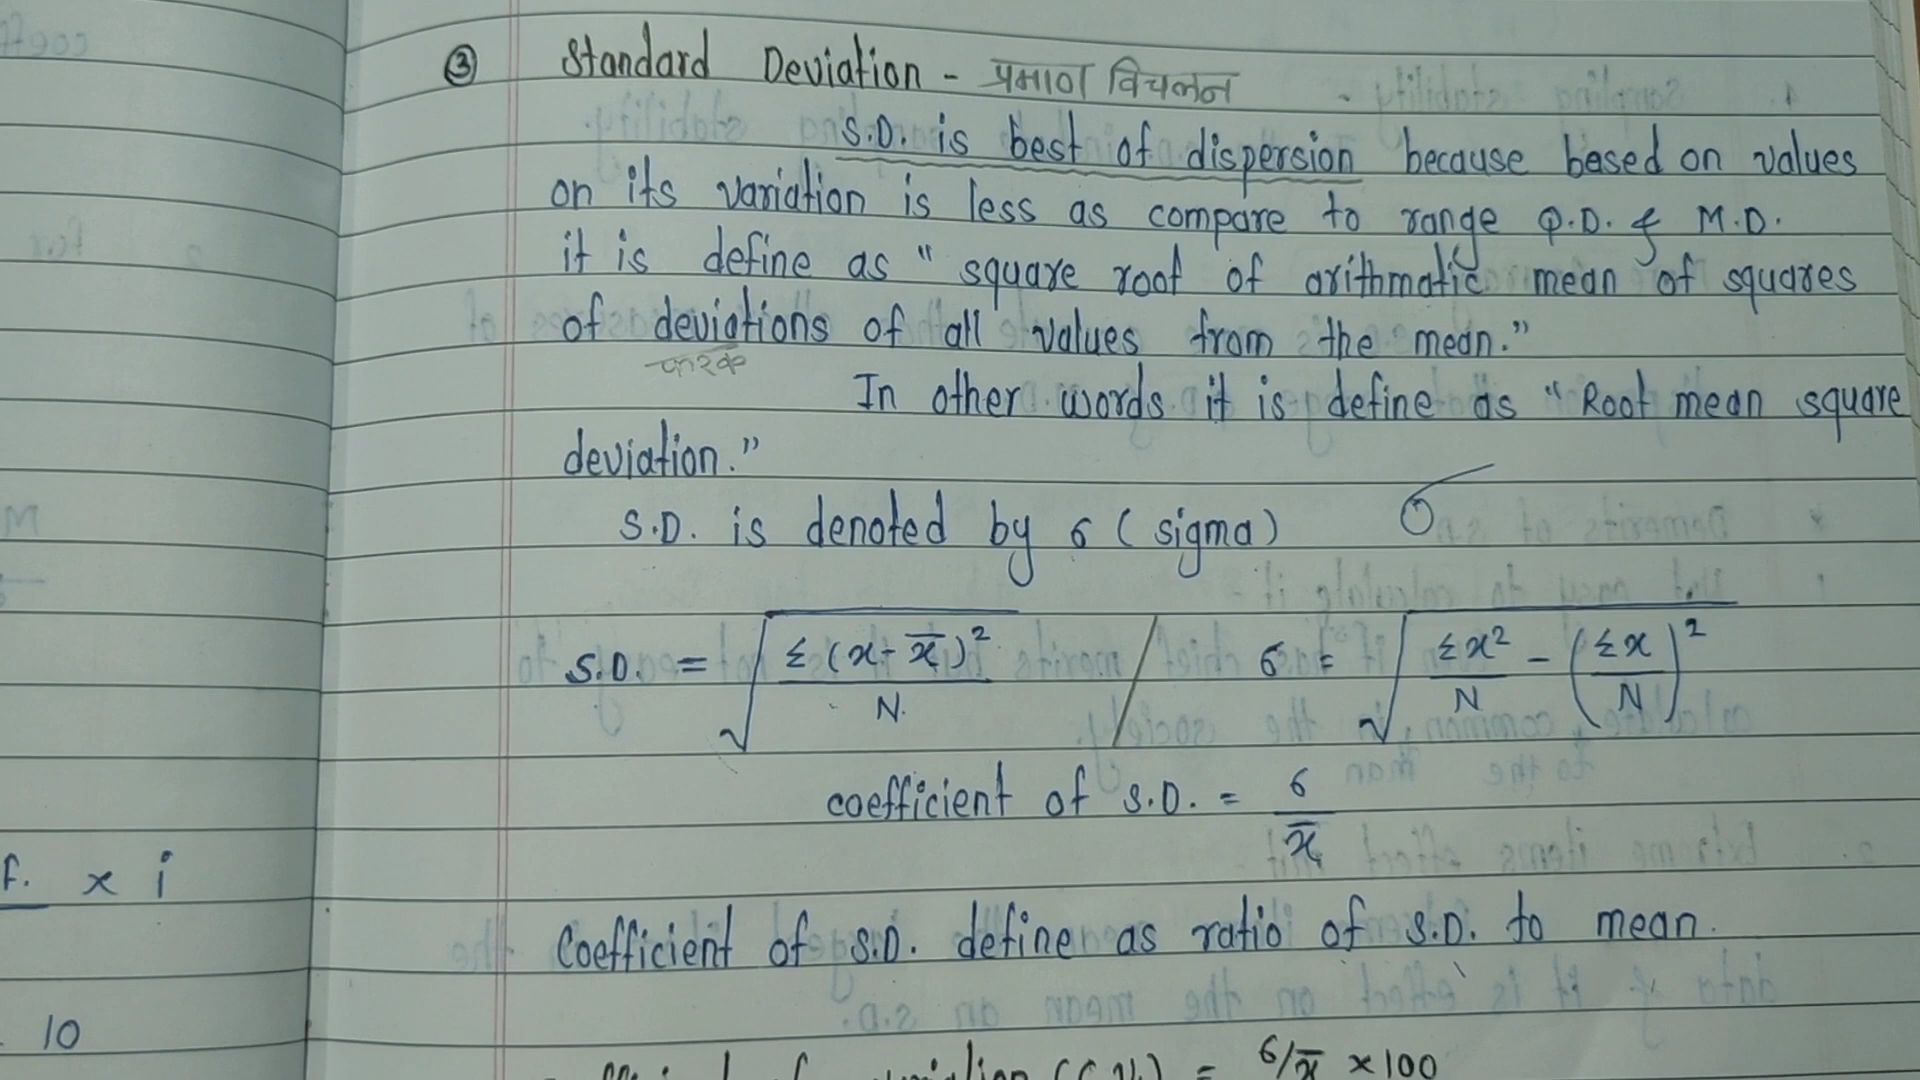 ③ Standard Deviation - प्रमाण विचलन
S.D. is best of dispersion because based on values
on its variation is less as compare to range Q.D. & M.D.
it is define as " square root of arithmatic mean of squares
of deviations of all values from the mean."
फरक
In other words it is define as "Root mean square
deviation."
S.D. is denoted by σ (sigma) σ
S.D. = √(Σ(x-x̄)²/N) / σ = √(Σx²/N - (Σx/N)²)
coefficient of S.D. = σ/x̄
Coefficient of S.D. define as ratio of S.D. to mean.
= σ/x̄ ×100
f. x i
10